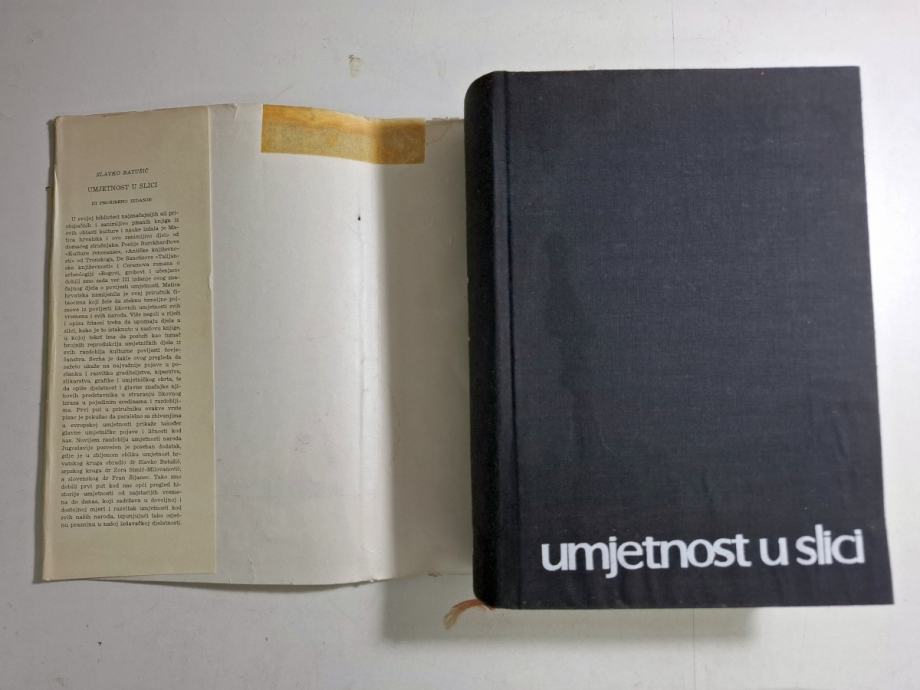 SLAVKO BATUŠIĆ
UMJETNOST U SLICI
III PROŠIRENO IZDANJE
U svojoj biblioteci najznačajnijih ali pri-
stupačnih i zanimljivo pisanih knjiga iz
svih oblasti kulture i nauke izdala je Ma-
tica hrvatska i ovo zanimljivo djelo od
domaćeg stručnjaka. Poslije Burckhardtove
»Kulture renesanse«, »Antičke književno-
sti« od Tronskoga, De Sanctisove »Talijan-
ske književnosti« i Ceramova romana o
arheologiji »Bogovi, grobovi i učenjaci«
dobili smo sada već III izdanje ovog zna-
čajnog djela o povijesti umjetnosti. Matica
hrvatska namijenila je ovaj priručnik či-
taocima koji žele da steknu temeljne poj-
move iz povijesti likovnih umjetnosti svih
vremena i svih naroda. Više negoli u riječi
i opisu čitaoci treba da upoznaju djela u
slici, kako je to istaknuto u naslovu knjige,
u kojoj tekst ima da posluži kao tumač
brojnih reprodukcija umjetničkih djela iz
svih razdoblja kulturne povijesti čovje-
čanstva. Svrha je dakle ovog pregleda da
sažeto ukaže na najvažnije pojave u po-
stanku i razvitku graditeljstva, kiparstva,
slikarstva, grafike i umjetničkog obrta, te
da opiše djelatnost i glavne značajke nji-
hovih predstavnika u stvaranju likovnog
izraza u pojedinim sredinama i razdoblji-
ma. Prvi put u priručniku ovakve vrste
pisac je pokušao da paralelno sa zbivanjima
u evropskoj umjetnosti prikaže također
glavne umjetničke pojave i ličnosti kod
nas. Novijem razdoblju umjetnosti naroda
Jugoslavije posvećen je poseban dodatak,
gdje je u zbijenom obliku umjetnost hr-
vatskog kruga obradio dr Slavko Batušić,
srpskog kruga dr Zora Simić-Milovanović,
a slovenskog dr Fran Šijanec. Tako smo
dobili prvi put kod nas opći pregled hi-
storije umjetnosti od najstarijih vreme-
na do danas, koji sadržava u dovoljnoj i
dostojnoj mjeri i razvitak umjetnosti kod
svih naših naroda, ispunjujući tako osjet-
nu prazninu u našoj izdavačkoj djelatnosti.
umjetnost u slici